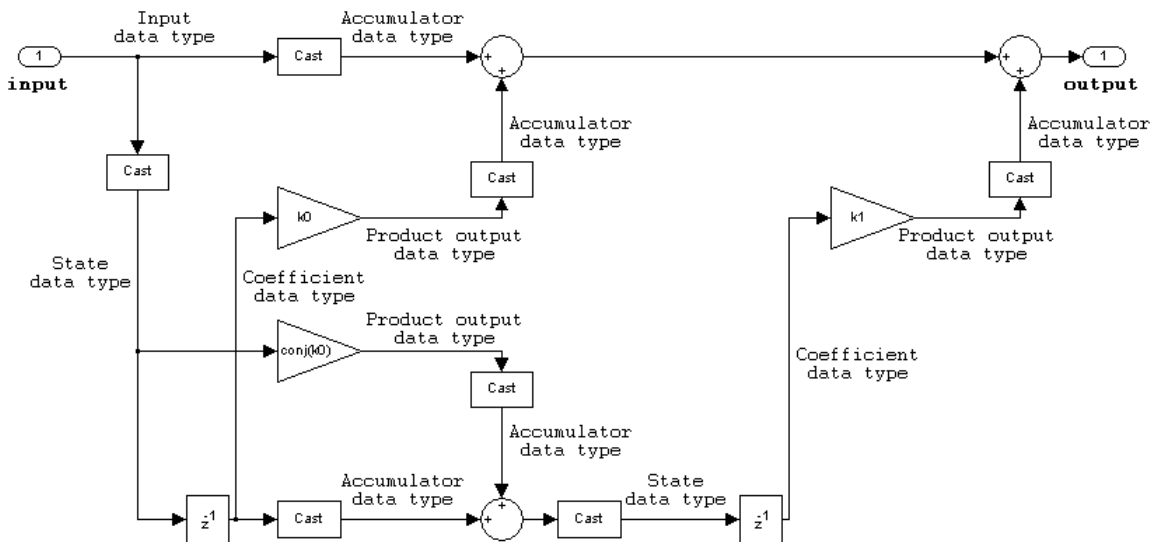 Input
data type
Accumulator
data type
1
input
Cast
+
+
+
+
1
output
Cast
Accumulator
data type
Accumulator
data type
Cast
Cast
k0
k1
Product output
data type
Product output
data type
State
data type
Coefficient
data type
Product output
data type
conj(k0)
Coefficient
data type
Cast
Accumulator
data type
Accumulator
data type
State
data type
z-1
Cast
+
+
Cast
z-1